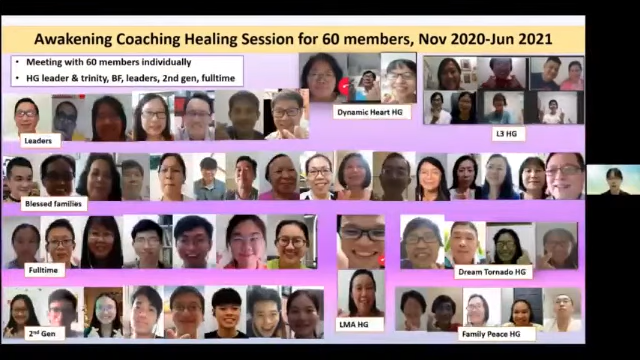 Awakening Coaching Healing Session for 60 members, Nov 2020-Jun 2021
• Meeting with 60 members individually
• HG leader & trinity, BF, leaders, 2nd gen, fulltime
Dynamic Heart HG
L3 HG
Leaders
Blessed families
Fulltime
LMA HG
Dream Tornado HG
2nd Gen
Family Peace HG